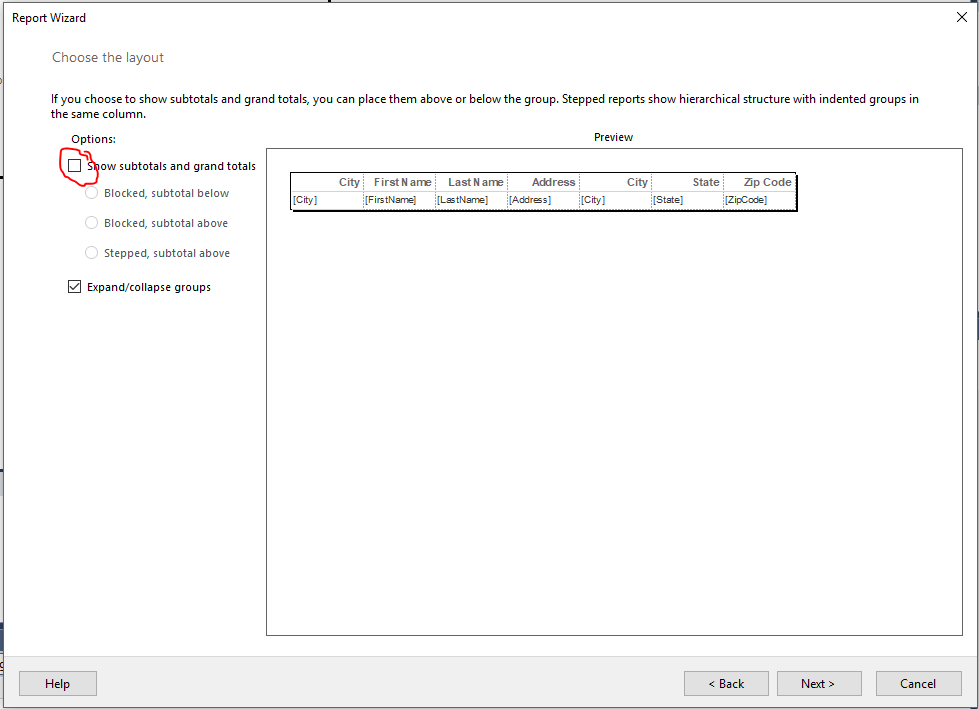 Report Wizard
Choose the layout
If you choose to show subtotals and grand totals, you can place them above or below the group. Stepped reports show hierarchical structure with indented groups in
the same column.
Options:
Preview
Show subtotals and grand totals
Blocked, subtotal below
Blocked, subtotal above
Stepped, subtotal above
Expand/collapse groups
City First Name Last Name Address City State Zip Code
[City] [FirstName] [LastName] [Address] [City] [State] [ZipCode]
Help
< Back
Next >
Cancel